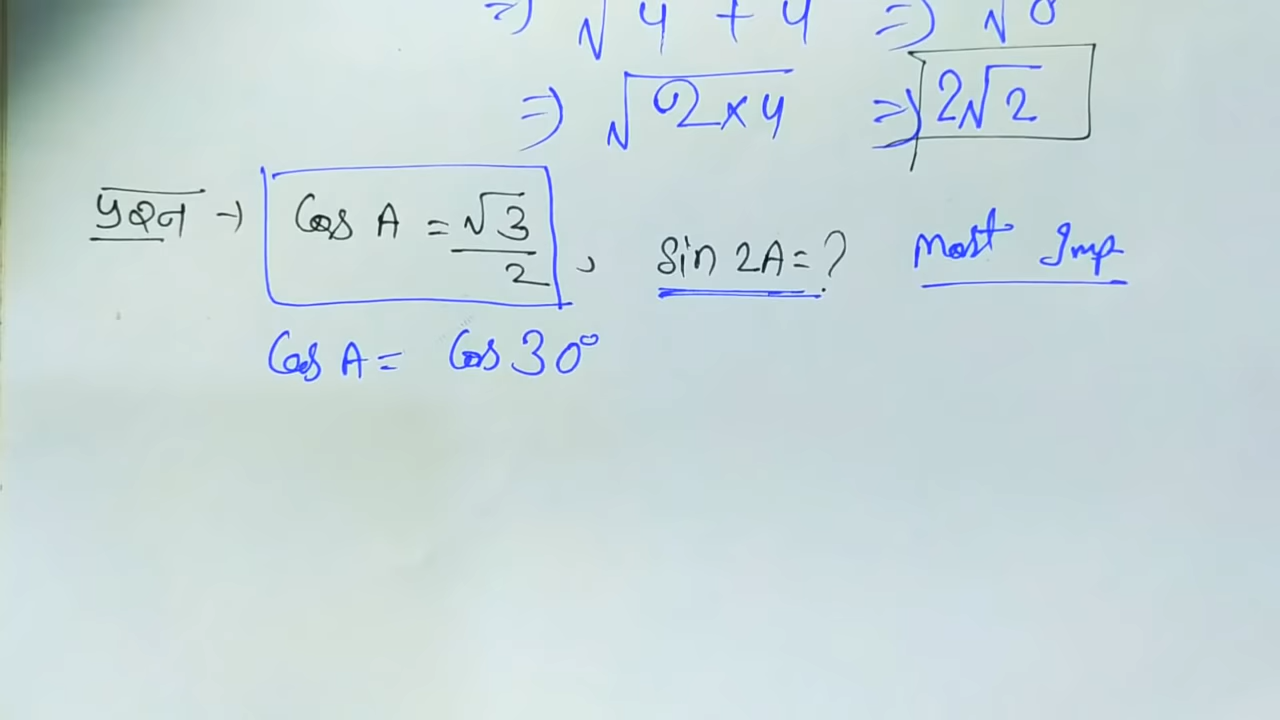 => √4 + 4 => √8
=> √2×4 => 2√2
प्रश्न → Cos A = √3/2 , Sin 2A = ? Most Imp
Cos A = Cos 30°